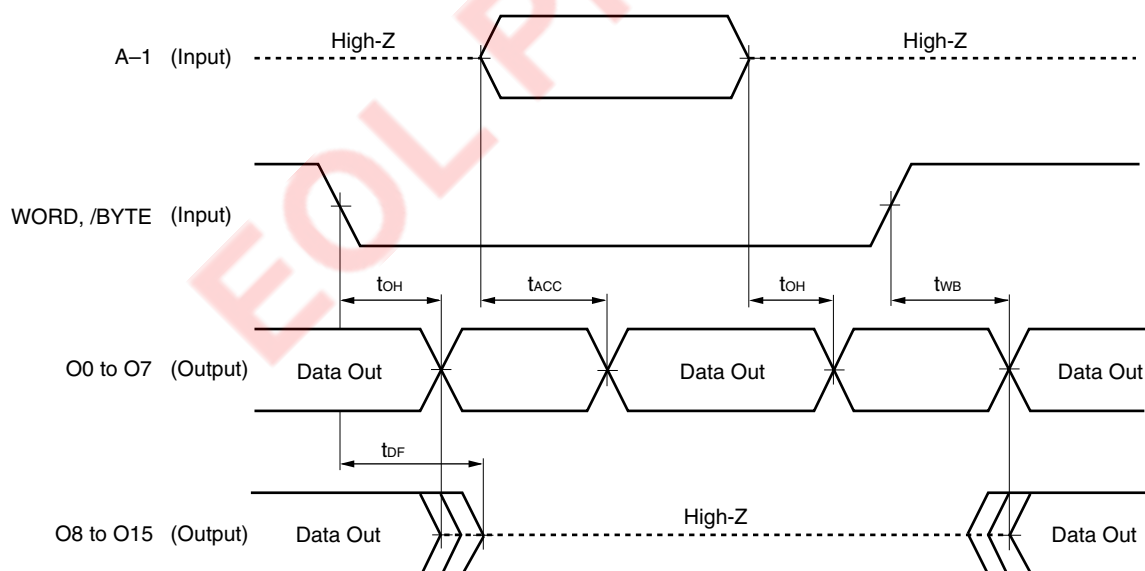 EOL P
A–1 (Input) High-Z High-Z
WORD, /BYTE (Input)
tOH tACC tOH tWB
O0 to O7 (Output) Data Out Data Out Data Out
tDF
O8 to O15 (Output) Data Out High-Z Data Out